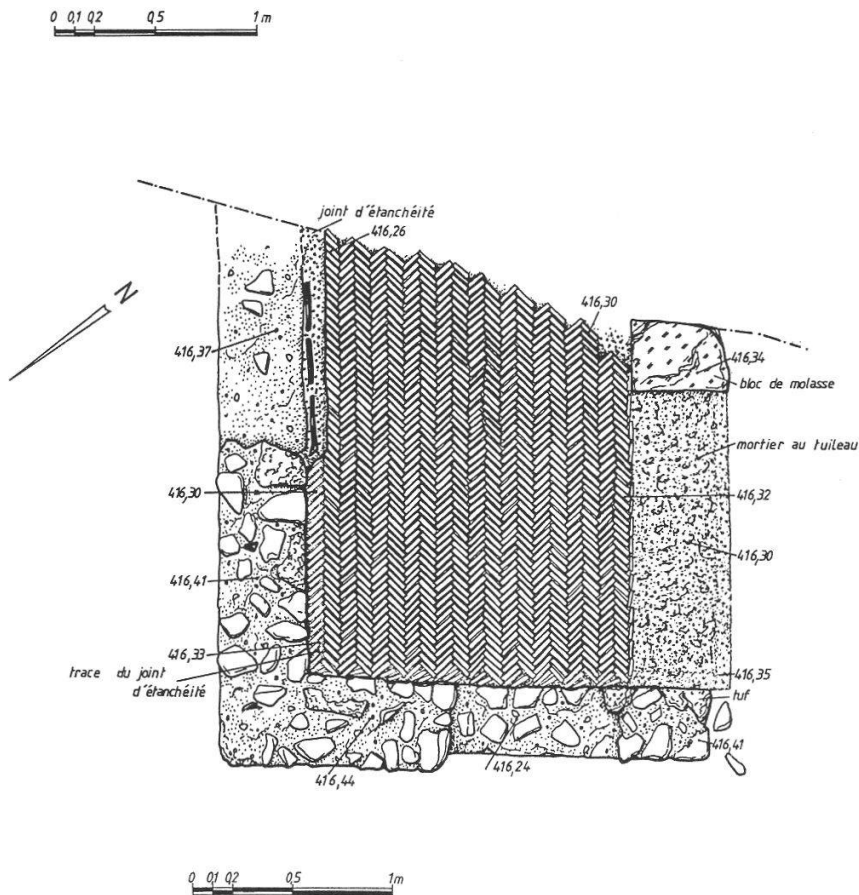 0 0,1 0,2 0,5 1m
joint d'étanchéité
416,26
N
416,30
416,37
416,34
bloc de molasse
mortier au tuileau
416,30
416,32
416,30
416,41
416,33
trace du joint
d'étanchéité
416,35
tuf
416,41
416,44
416,24
0 0,1 0,2 0,5 1m